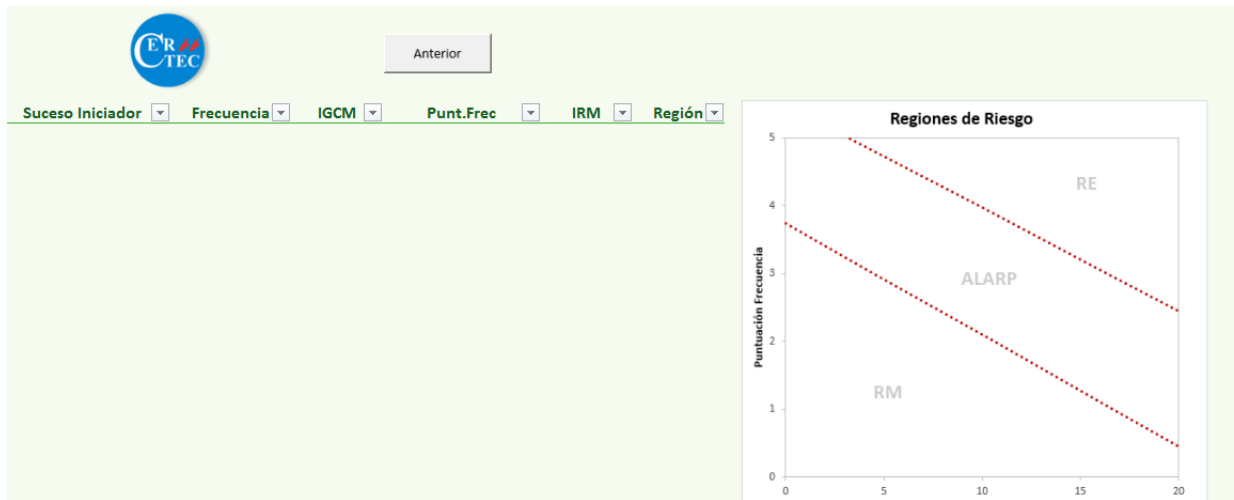 CER
TEC
Anterior
Suceso Iniciador Frecuencia IGCM Punt.Frec IRM Región
Regiones de Riesgo
5
4
3
2
1
0
Puntuación Frecuencia
RE
ALARP
RM
0 5 10 15 20